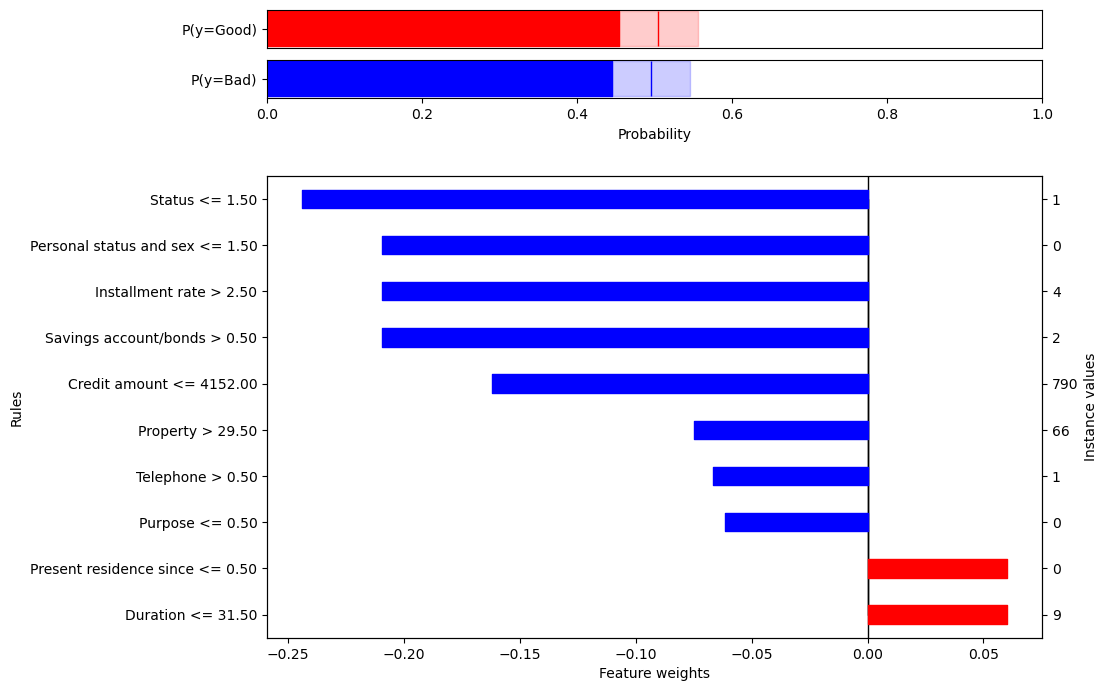 P(y=Good)
P(y=Bad)
0.0 0.2 0.4 0.6 0.8 1.0
Probability
Rules
Status <= 1.50 1
Personal status and sex <= 1.50 0
Installment rate > 2.50 4
Savings account/bonds > 0.50 2
Credit amount <= 4152.00 790
Property > 29.50 66
Telephone > 0.50 1
Purpose <= 0.50 0
Present residence since <= 0.50 0
Duration <= 31.50 9
Instance values
−0.25 −0.20 −0.15 −0.10 −0.05 0.00 0.05
Feature weights